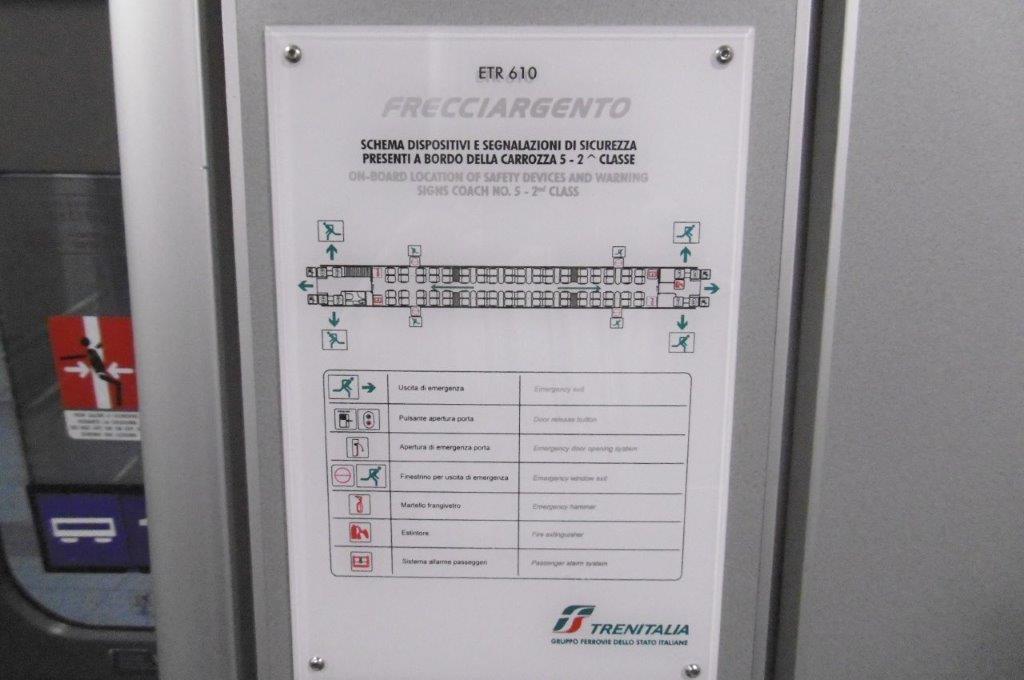 ETR 610
FRECCIARGENTO
SCHEMA DISPOSITIVI E SEGNALAZIONI DI SICUREZZA
PRESENTI A BORDO DELLA CARROZZA 5 - 2 ^ CLASSE
ON-BOARD LOCATION OF SAFETY DEVICES AND WARNING
SIGNS COACH NO. 5 - 2nd CLASS
Uscita di emergenza
Emergency exit
Pulsante apertura porta
Door release button
Apertura di emergenza porta
Emergency door opening system
Finestrino per uscita di emergenza
Emergency window exit
Martello frangivetro
Emergency hammer
Estintore
Fire extinguisher
Sistema allarme passeggeri
Passenger alarm system
TRENITALIA
GRUPPO FERROVIE DELLO STATO ITALIANE